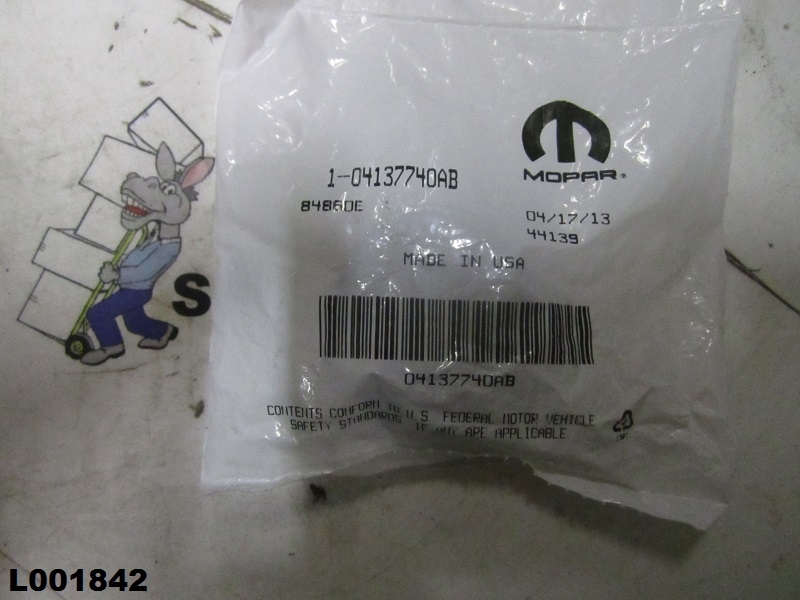 MOPAR®
1--04137740AB
84860E
04/17/13
44139
MADE IN USA
S
04137740AB
CONTENTS CONFORM TO U.S. FEDERAL MOTOR VEHICLE
SAFETY STANDARDS IF ANY ARE APPLICABLE
L001842